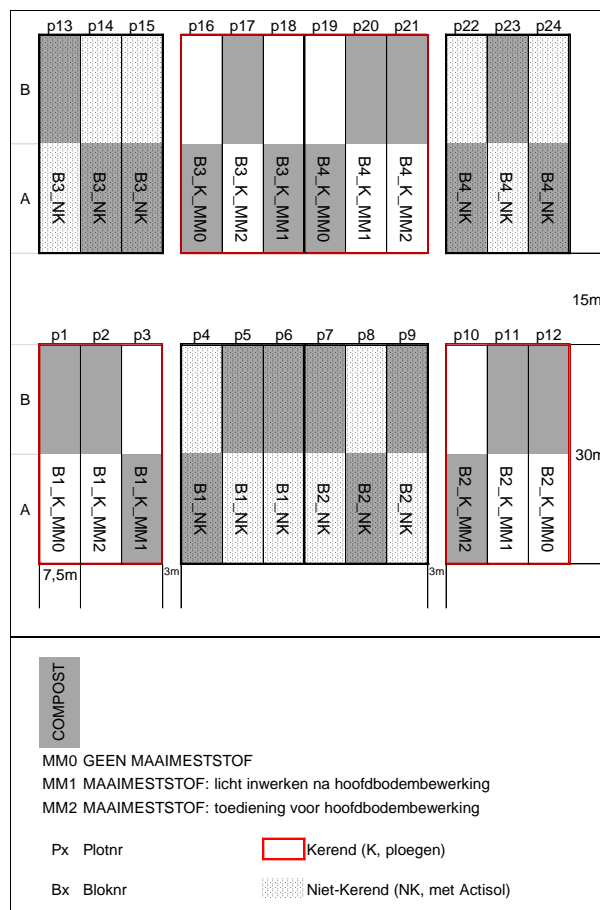 p13 p14 p15 p16 p17 p18 p19 p20 p21 p22 p23 p24
B
A
B3_NK B3_NK B3_NK B3_K_MM0 B3_K_MM2 B3_K_MM1 B4_K_MM0 B4_K_MM1 B4_K_MM2 B4_NK B4_NK B4_NK
15m
p1 p2 p3 p4 p5 p6 p7 p8 p9 p10 p11 p12
B
30m
A
B1_K_MM0 B1_K_MM2 B1_K_MM1 B1_NK B1_NK B1_NK B2_NK B2_NK B2_NK B2_K_MM2 B2_K_MM1 B2_K_MM0
7,5m 3m 3m
COMPOST
MM0 GEEN MAAIMESTSTOF
MM1 MAAIMESTSTOF: licht inwerken na hoofdbodembewerking
MM2 MAAIMESTSTOF: toediening voor hoofdbodembewerking
Px Plotnr Kerend (K, ploegen)
Bx Bloknr Niet-Kerend (NK, met Actisol)